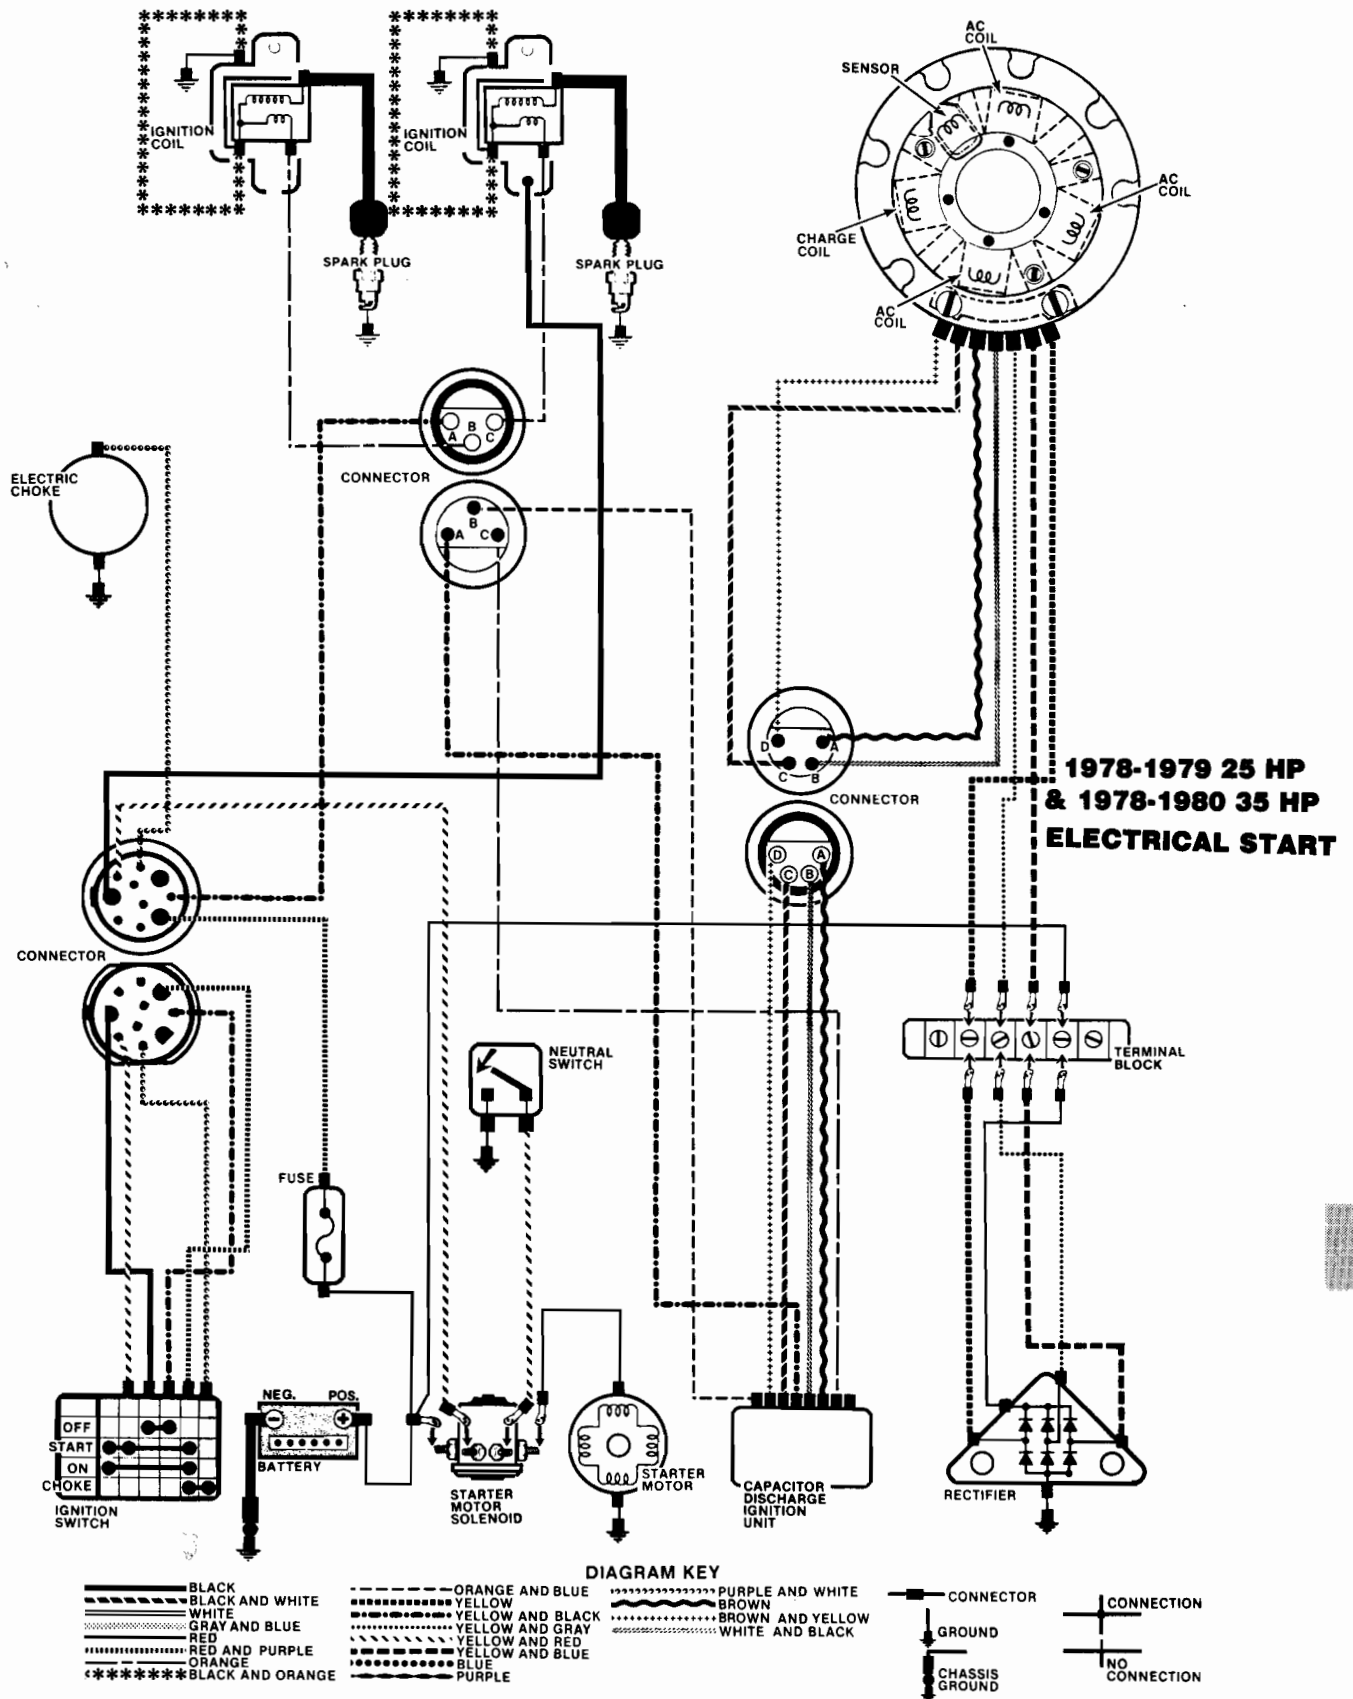 AC
COIL
SENSOR
IGNITION
COIL
IGNITION
COIL
AC
COIL
CHARGE
COIL
SPARK PLUG
SPARK PLUG
AC
COIL
A B C
CONNECTOR
ELECTRIC
CHOKE
B
A C
D A
C B
CONNECTOR
1978-1979 25 HP
& 1978-1980 35 HP
ELECTRICAL START
D A
C B
CONNECTOR
NEUTRAL
SWITCH
TERMINAL
BLOCK
FUSE
OFF
START
ON
CHOKE
IGNITION
SWITCH
NEG. POS.
BATTERY
STARTER
MOTOR
SOLENOID
STARTER
MOTOR
CAPACITOR
DISCHARGE
IGNITION
UNIT
RECTIFIER
DIAGRAM KEY
BLACK
BLACK AND WHITE
WHITE
GRAY AND BLUE
RED
RED AND PURPLE
ORANGE
BLACK AND ORANGE
ORANGE AND BLUE
YELLOW
YELLOW AND BLACK
YELLOW AND GRAY
YELLOW AND RED
YELLOW AND BLUE
BLUE
PURPLE
PURPLE AND WHITE
BROWN
BROWN AND YELLOW
WHITE AND BLACK
CONNECTOR
GROUND
CHASSIS
GROUND
CONNECTION
NO
CONNECTION